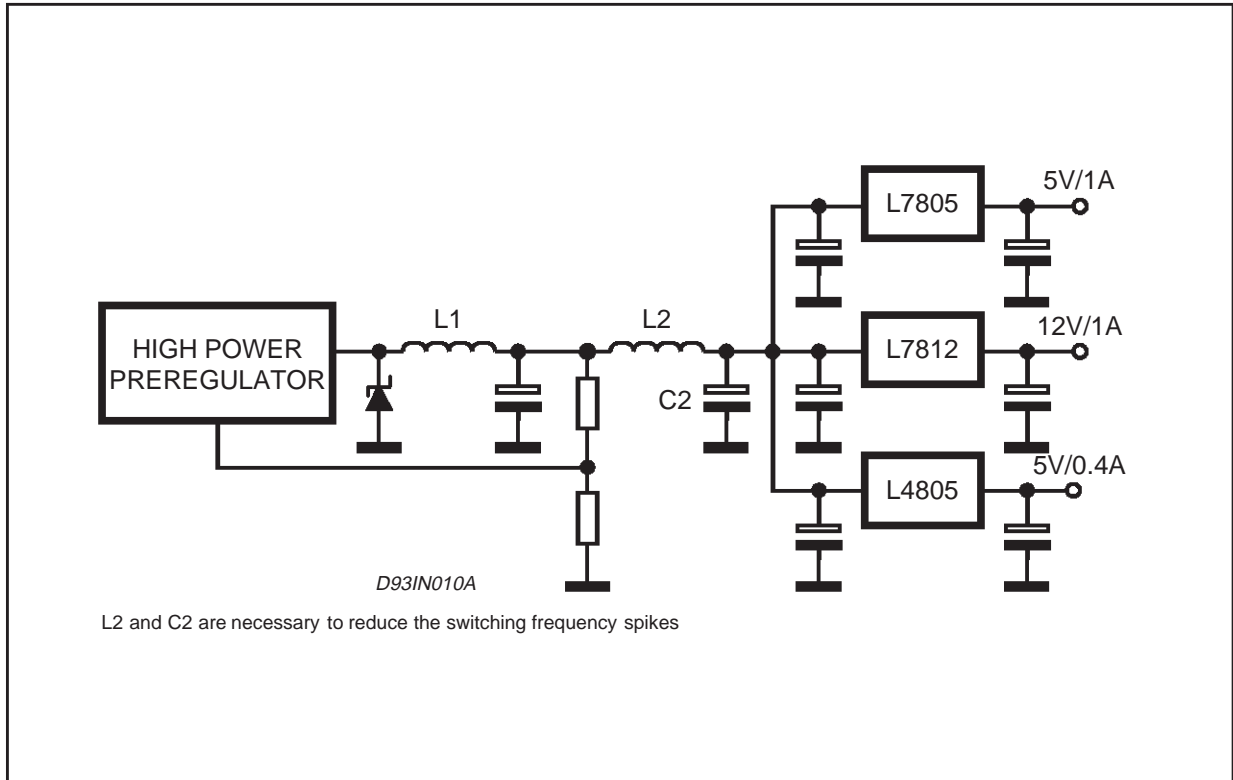 5V/1A
L7805
L1
L2
12V/1A
HIGH POWER
PREREGULATOR
L7812
C2
5V/0.4A
L4805
D93IN010A
L2 and C2 are necessary to reduce the switching frequency spikes